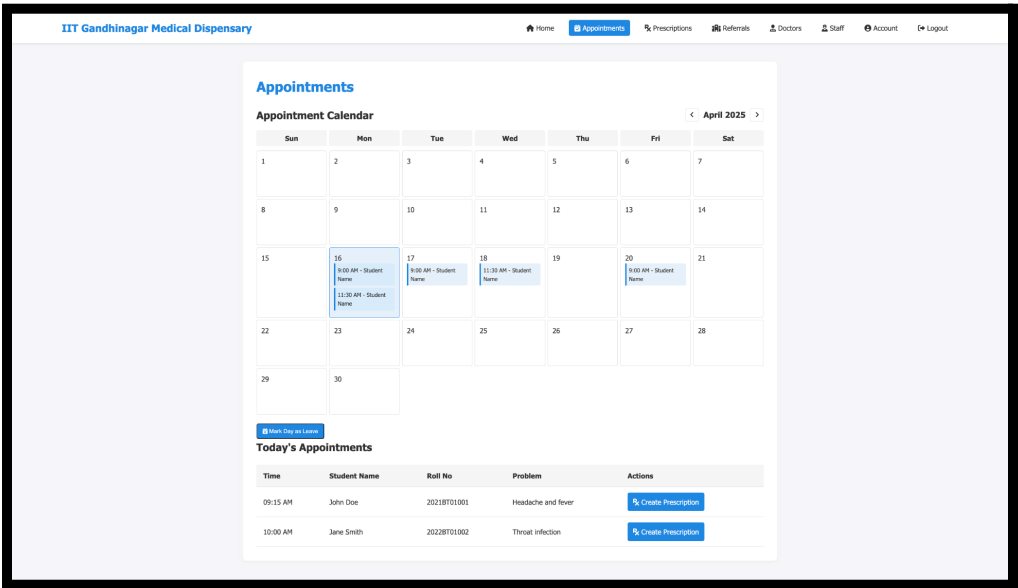 IIT Gandhinagar Medical Dispensary
Home Appointments Prescriptions Referrals Doctors Staff Account Logout
Appointments
Appointment Calendar < April 2025 >
Sun Mon Tue Wed Thu Fri Sat
1 2 3 4 5 6 7
8 9 10 11 12 13 14
15 16 17 18 19 20 21
9:00 AM - Student Name
11:30 AM - Student Name
9:00 AM - Student Name
11:30 AM - Student Name
9:00 AM - Student Name
22 23 24 25 26 27 28
29 30
Mark Day as Leave
Today's Appointments
Time Student Name Roll No Problem Actions
09:15 AM John Doe 2021BT01001 Headache and fever Create Prescription
10:00 AM Jane Smith 2022BT01002 Throat infection Create Prescription